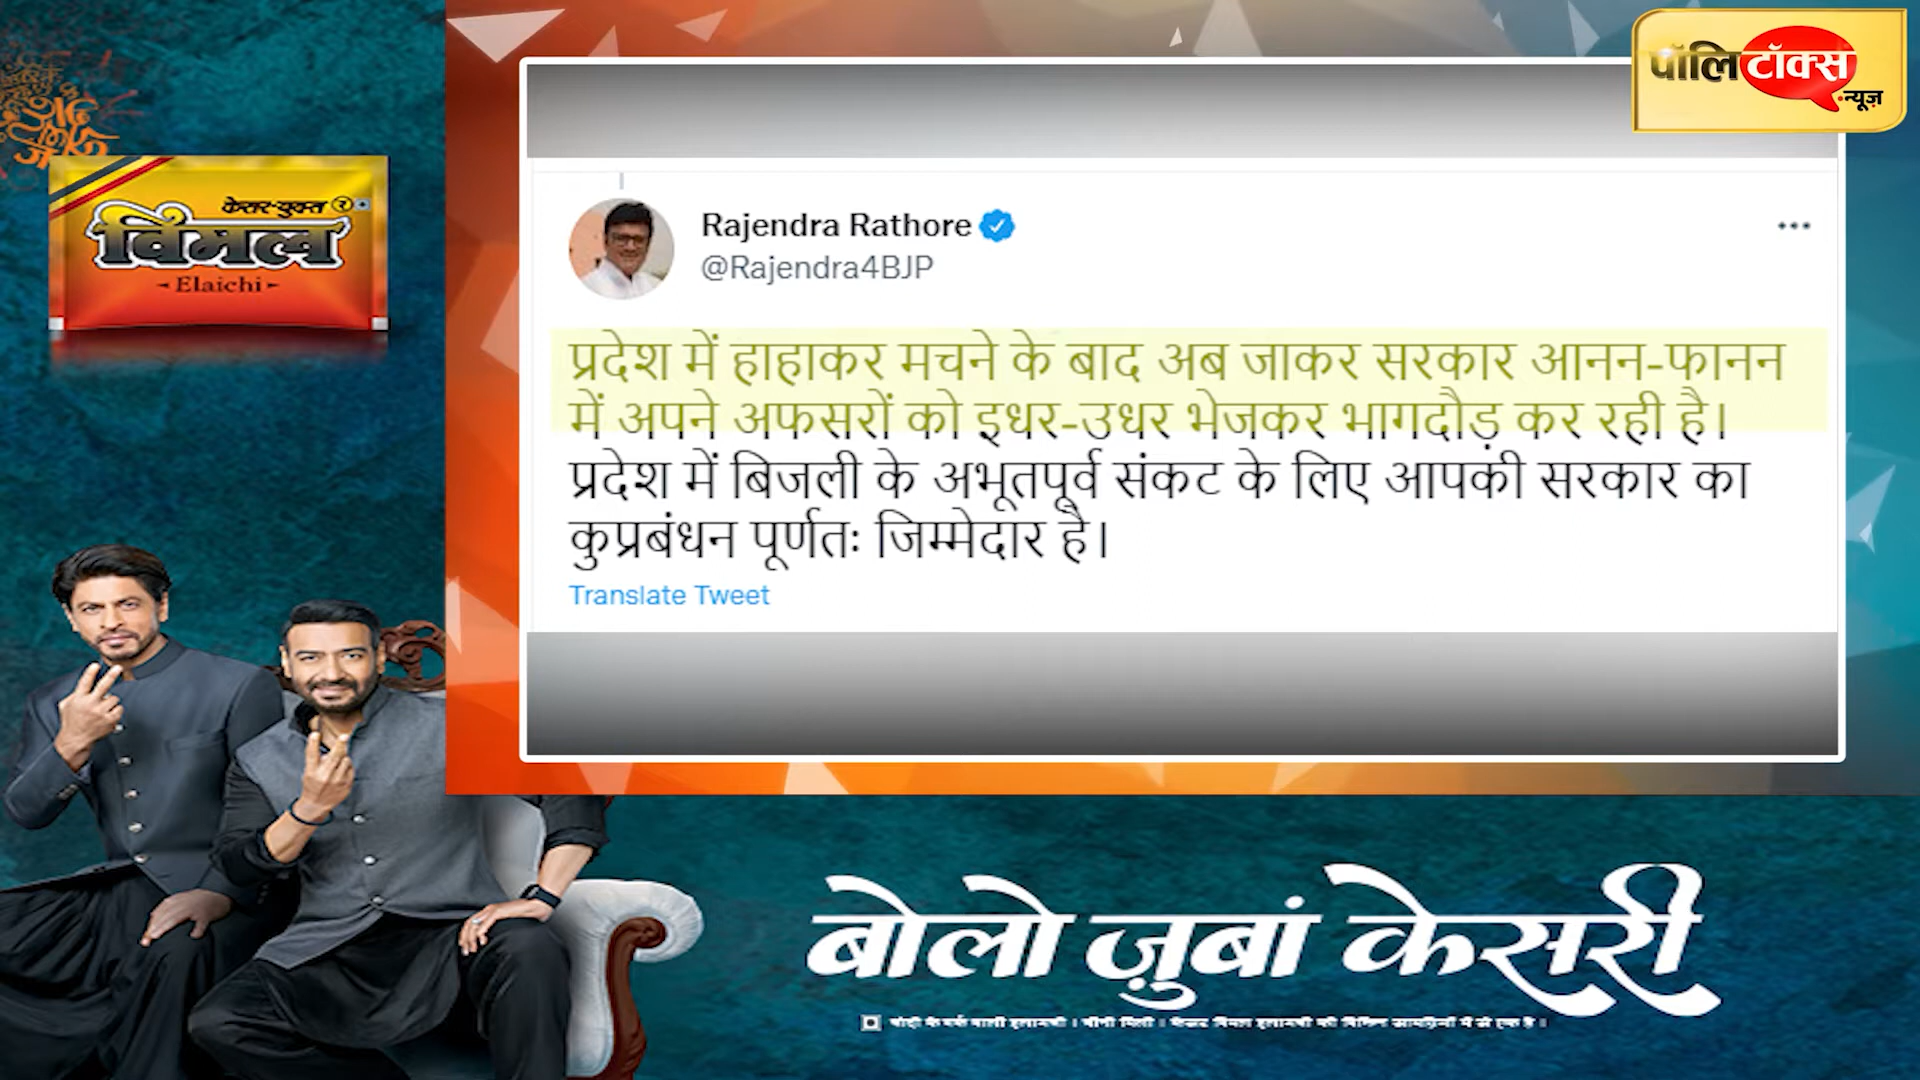 पॉलिटॉक्स
न्यूज़
केसर-युक्त
विमल
Elaichi
Rajendra Rathore
@Rajendra4BJP
प्रदेश में हाहाकर मचने के बाद अब जाकर सरकार आनन-फानन
में अपने अफसरों को इधर-उधर भेजकर भागदौड़ कर रही है।
प्रदेश में बिजली के अभूतपूर्व संकट के लिए आपकी सरकार का
कुप्रबंधन पूर्णतः जिम्मेदार है।
Translate Tweet
बोलो ज़ुबां केसरी